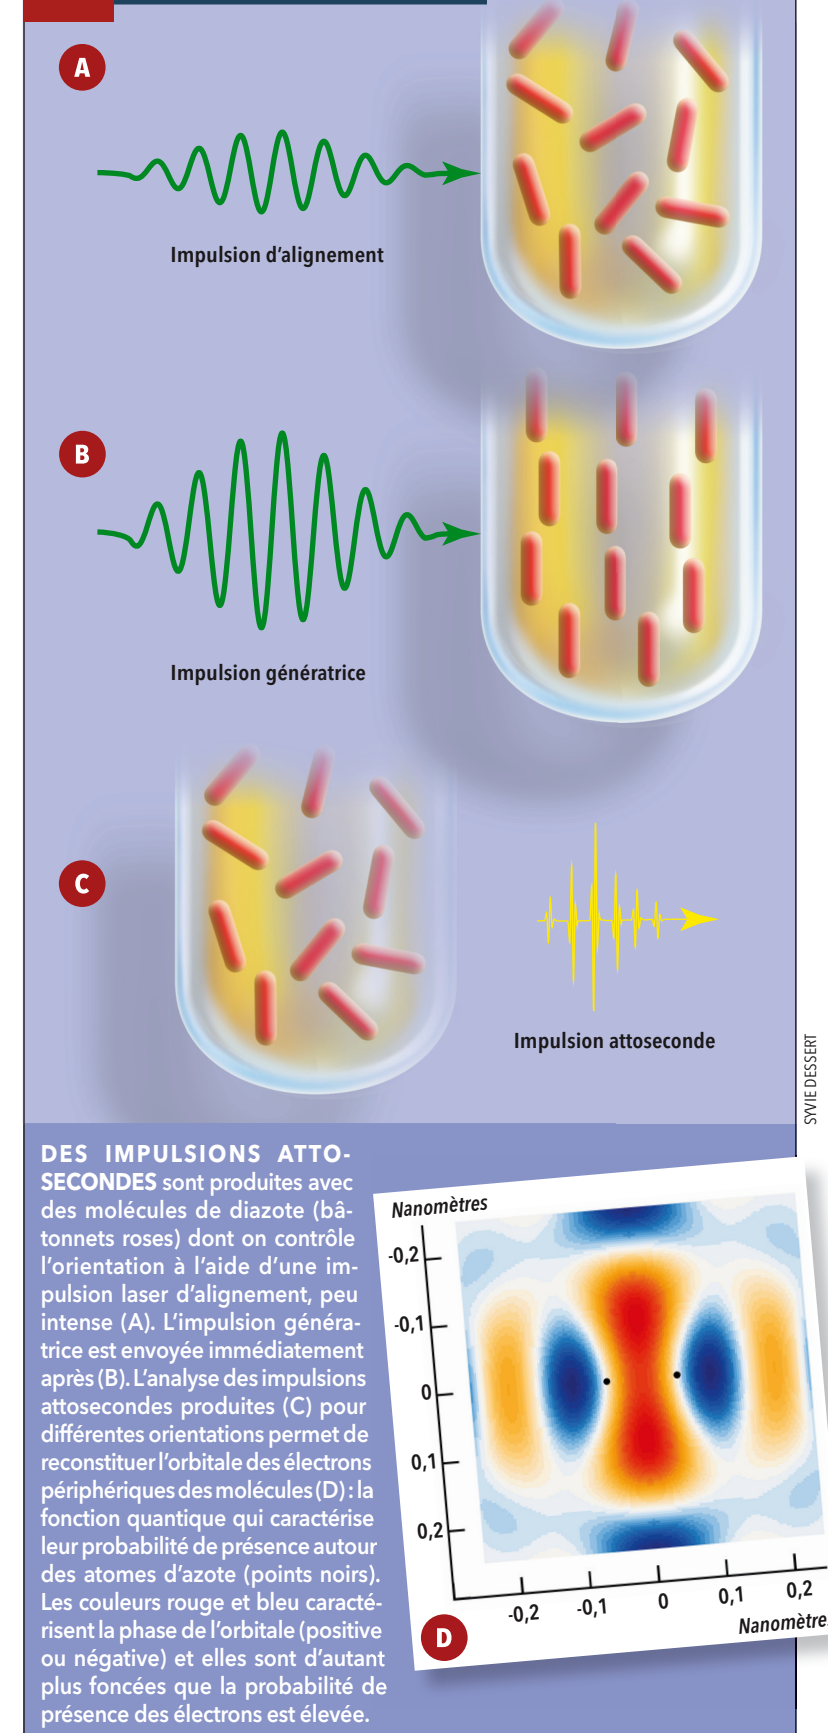 A
Impulsion d’alignement
B
Impulsion génératrice
C
Impulsion attoseconde
SYVIE DESSERT
DES IMPULSIONS ATTO-
SECONDES sont produites avec
des molécules de diazote (bâ-
tonnets roses) dont on contrôle
l’orientation à l’aide d’une im-
pulsion laser d’alignement, peu
intense (A). L’impulsion généra-
trice est envoyée immédiatement
après (B). L’analyse des impulsions
attosecondes produites (C) pour
différentes orientations permet de
reconstituer l’orbitale des électrons
périphériques des molécules (D) : la
fonction quantique qui caractérise
leur probabilité de présence autour
des atomes d’azote (points noirs).
Les couleurs rouge et bleu caracté-
risent la phase de l’orbitale (positive
ou négative) et elles sont d’autant
plus foncées que la probabilité de
présence des électrons est élevée.
Nanomètres
-0,2
-0,1
0
0,1
0,2
-0,2 -0,1 0 0,1 0,2
Nanomètres
D